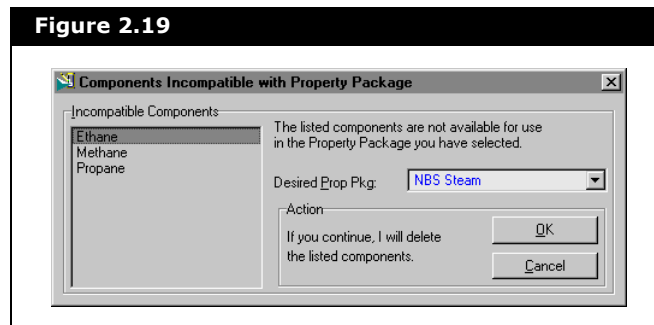 Figure 2.19
Components Incompatible with Property Package
Incompatible Components
Ethane
Methane
Propane
The listed components are not available for use
in the Property Package you have selected.
Desired Prop Pkg:
NBS Steam
Action
If you continue, I will delete
the listed components.
OK
Cancel